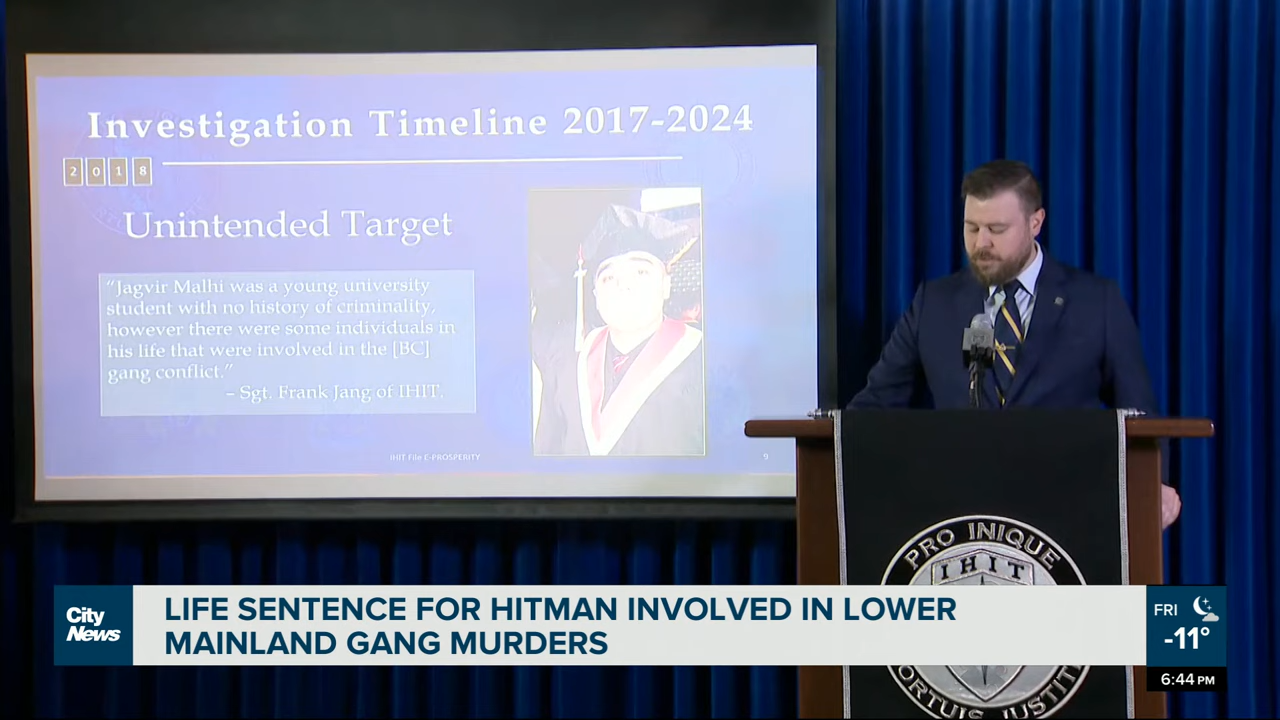 Investigation Timeline 2017-2024
2018
Unintended Target
"Jagvir Malhi was a young university
student with no history of criminality,
however there were some individuals in
his life that were involved in the [BC]
gang conflict."
– Sgt. Frank Jang of IHIT.
IHIT File E-PROSPERITY
9
PRO INIQUE
IHIT
ORTUIS JUSTIT
City
News
LIFE SENTENCE FOR HITMAN INVOLVED IN LOWER
MAINLAND GANG MURDERS
FRI
-11°
6:44 PM